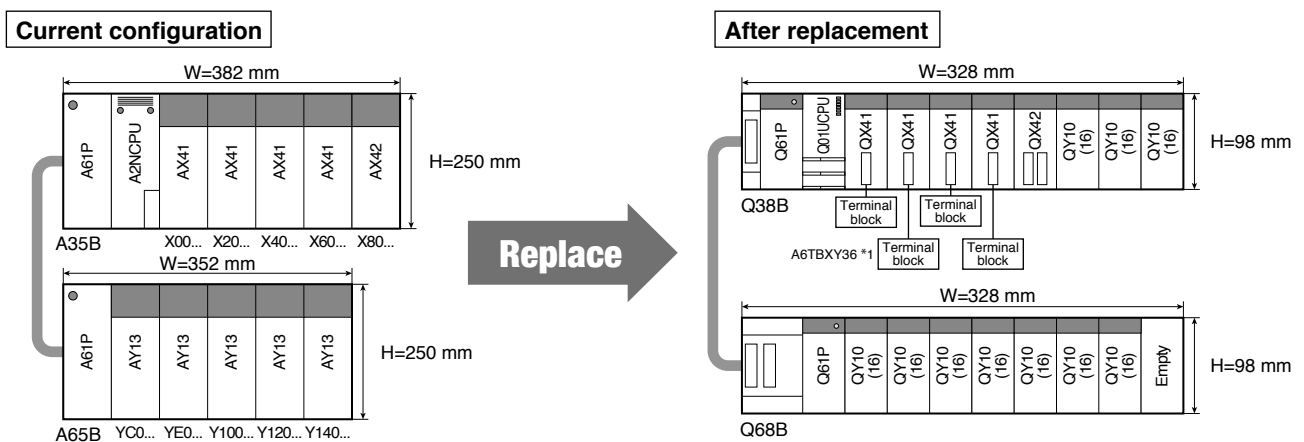 Current configuration
W=382 mm
A61P
A2NCPU
AX41
AX41
AX41
AX41
AX42
H=250 mm
A35B
X00... X20... X40... X60... X80...
W=352 mm
A61P
AY13
AY13
AY13
AY13
AY13
H=250 mm
A65B
YC0... YE0... Y100... Y120... Y140...
Replace
After replacement
W=328 mm
Q61P
Q01UCPU
QX41
QX41
QX41
QX41
QX42
QY10
(16)
QY10
(16)
QY10
(16)
H=98 mm
Q38B
Terminal
block
Terminal
block
A6TBXY36 *1
Terminal
block
Terminal
block
W=328 mm
Q61P
QY10
(16)
QY10
(16)
QY10
(16)
QY10
(16)
QY10
(16)
QY10
(16)
QY10
(16)
Empty
H=98 mm
Q68B